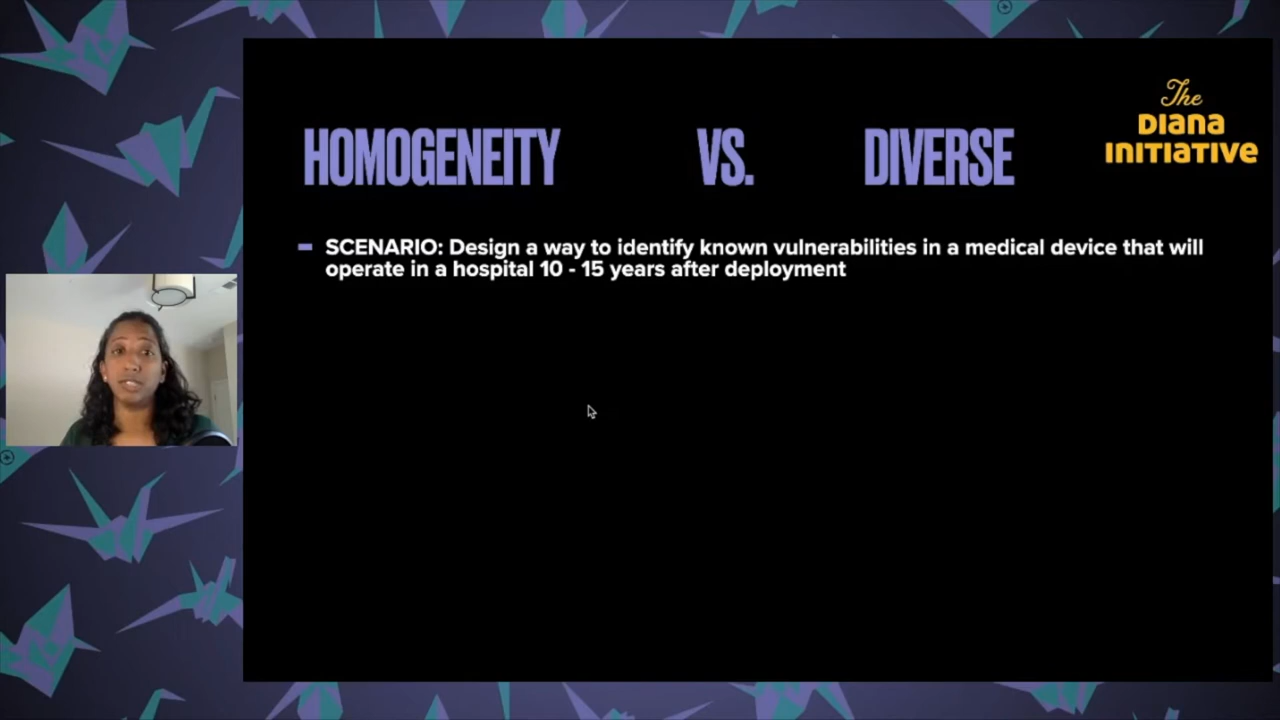 The
DIANA
INITIATIVE
HOMOGENEITY VS. DIVERSE
SCENARIO: Design a way to identify known vulnerabilities in a medical device that will
operate in a hospital 10 - 15 years after deployment